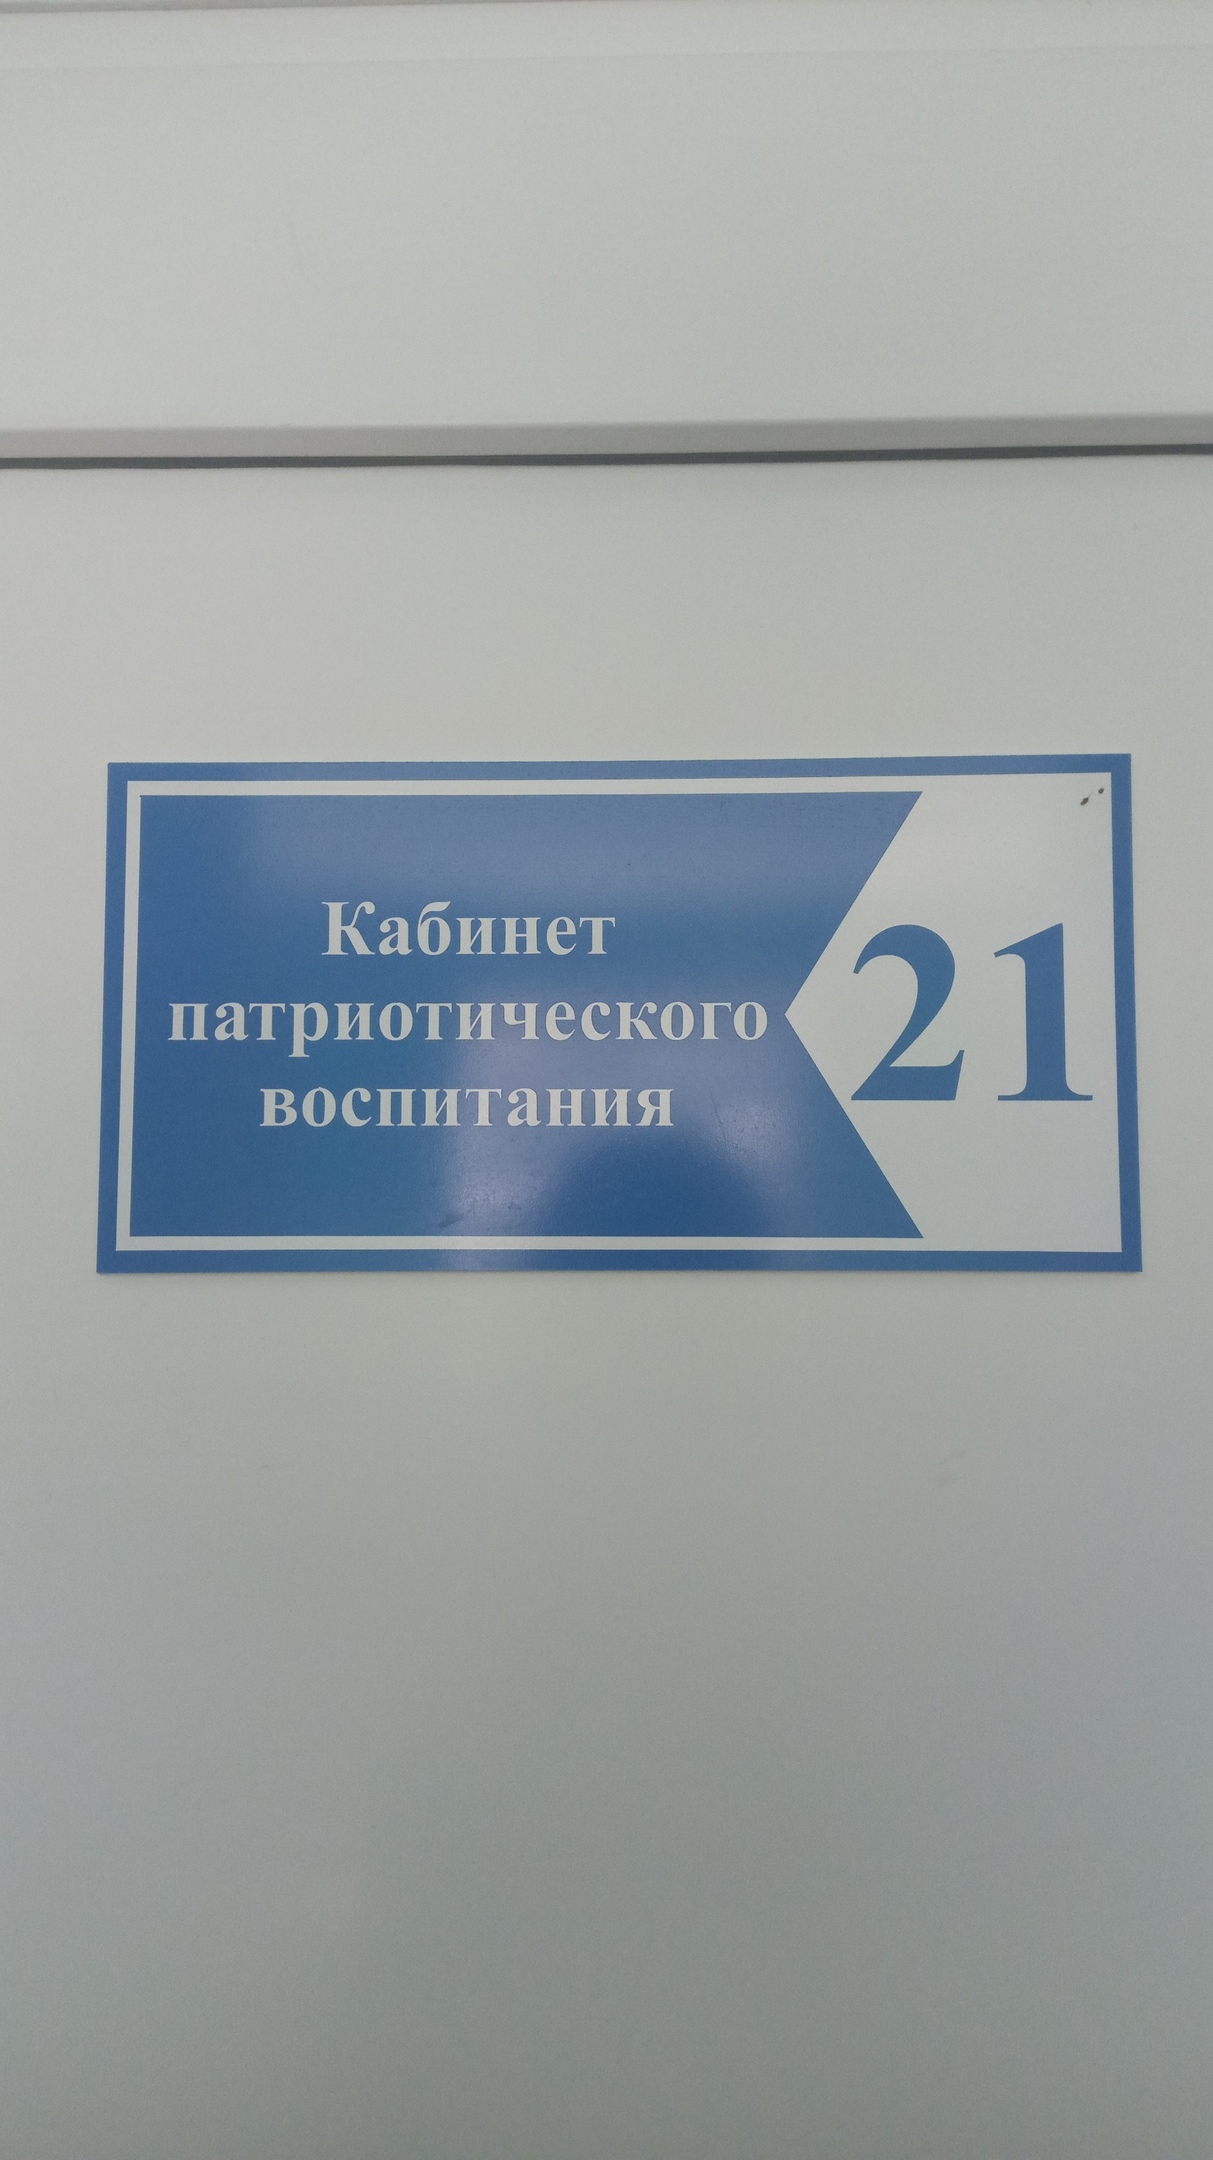 Кабинет
патриотического
воспитания
21